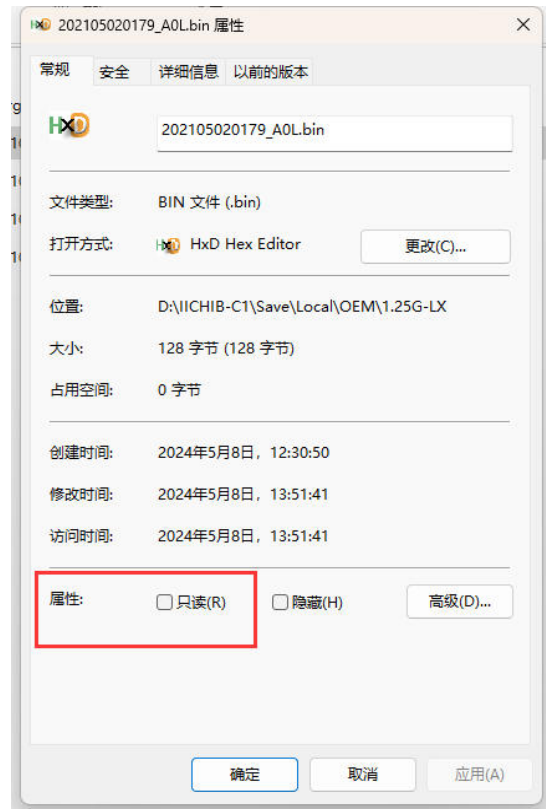 202105020179_A0L.bin 属性
常规 安全 详细信息 以前的版本
HxD
202105020179_A0L.bin
文件类型: BIN 文件 (.bin)
打开方式: HxD Hex Editor 更改(C)...
位置: D:\IICHIB-C1\Save\Local\OEM\1.25G-LX
大小: 128 字节 (128 字节)
占用空间: 0 字节
创建时间: 2024年5月8日，12:30:50
修改时间: 2024年5月8日，13:51:41
访问时间: 2024年5月8日，13:51:41
属性: 只读(R) 隐藏(H) 高级(D)...
确定 取消 应用(A)